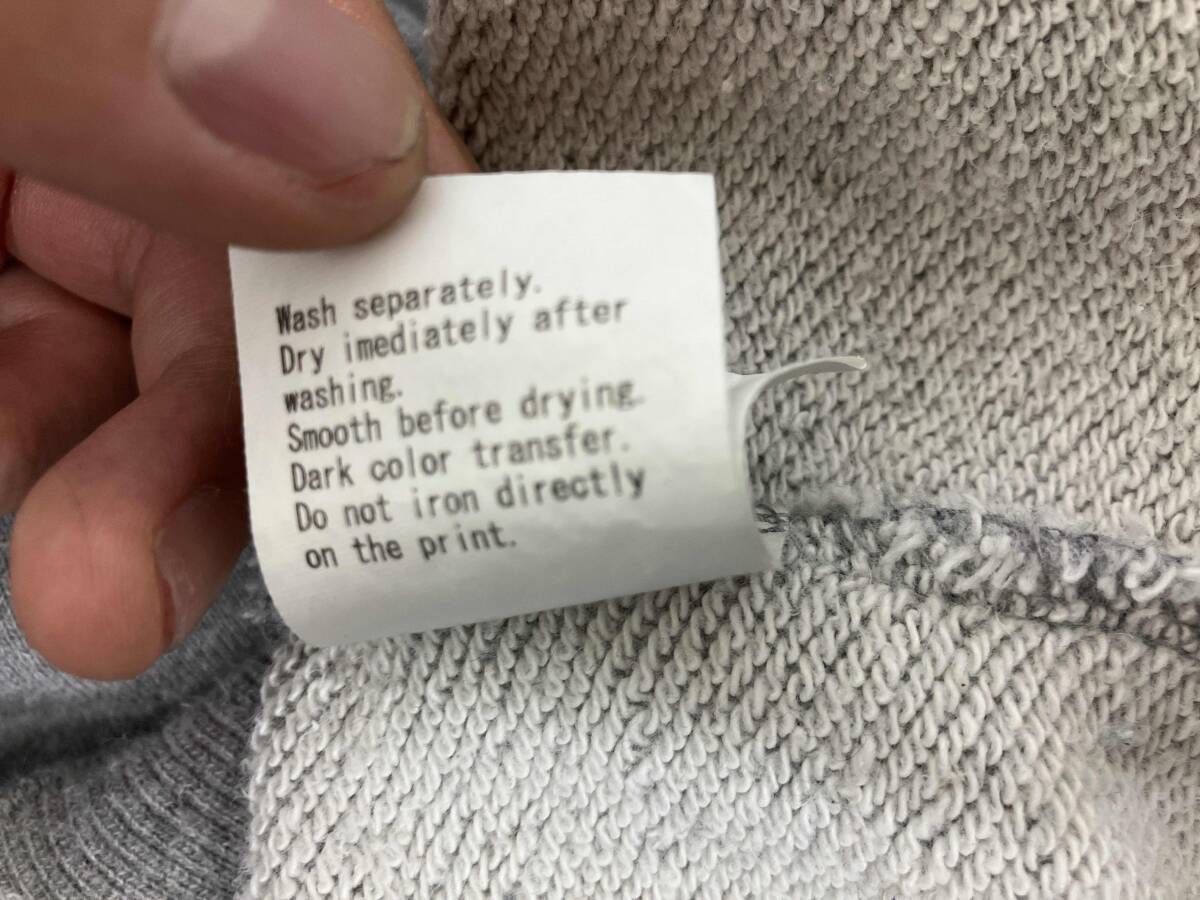 Wash separately.
Dry imediately after
washing.
Smooth before drying.
Dark color transfer.
Do not iron directly
on the print.